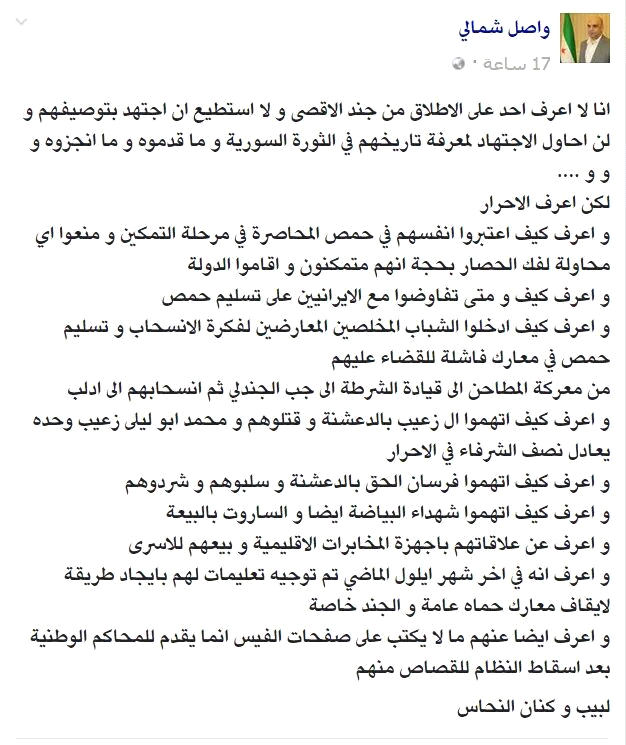 واصل شمالي
17 ساعة ·
انا لا اعرف احد على الاطلاق من جند الاقصى و لا استطيع ان اجتهد بتوصيفهم و
لن احاول الاجتهاد لمعرفة تاريخهم في الثورة السورية و ما قدموه و ما انجزوه و
و و ....
لكن اعرف الاحرار
و اعرف كيف اعتبروا انفسهم في حمص المحاصرة في مرحلة التمكين و منعوا اي
محاولة لفك الحصار بحجة انهم متمكنون و اقاموا الدولة
و اعرف كيف و متى تفاوضوا مع الايرانيين على تسليم حمص
و اعرف كيف ادخلوا الشباب المخلصين المعارضين لفكرة الانسحاب و تسليم
حمص في معارك فاشلة للقضاء عليهم
من معركة المطاحن الى قيادة الشرطة الى جب الجندلي ثم انسحابهم الى ادلب
و اعرف كيف اتهموا ال زعيب بالدعشنة و قتلوهم و محمد ابو ليلى زعيب وحده
يعادل نصف الشرفاء في الاحرار
و اعرف كيف اتهموا فرسان الحق بالدعشنة و سلبوهم و شردوهم
و اعرف كيف اتهموا شهداء البياضة ايضا و الساروت بالبيعة
و اعرف عن علاقاتهم باجهزة المخابرات الاقليمية و بيعهم للاسرى
و اعرف انه في اخر شهر ايلول الماضي تم توجيه تعليمات لهم بايجاد طريقة
لايقاف معارك حماه عامة و الجند خاصة
و اعرف ايضا عنهم ما لا يكتب على صفحات الفيس انما يقدم للمحاكم الوطنية
بعد اسقاط النظام للقصاص منهم
لبيب و كنان النحاس